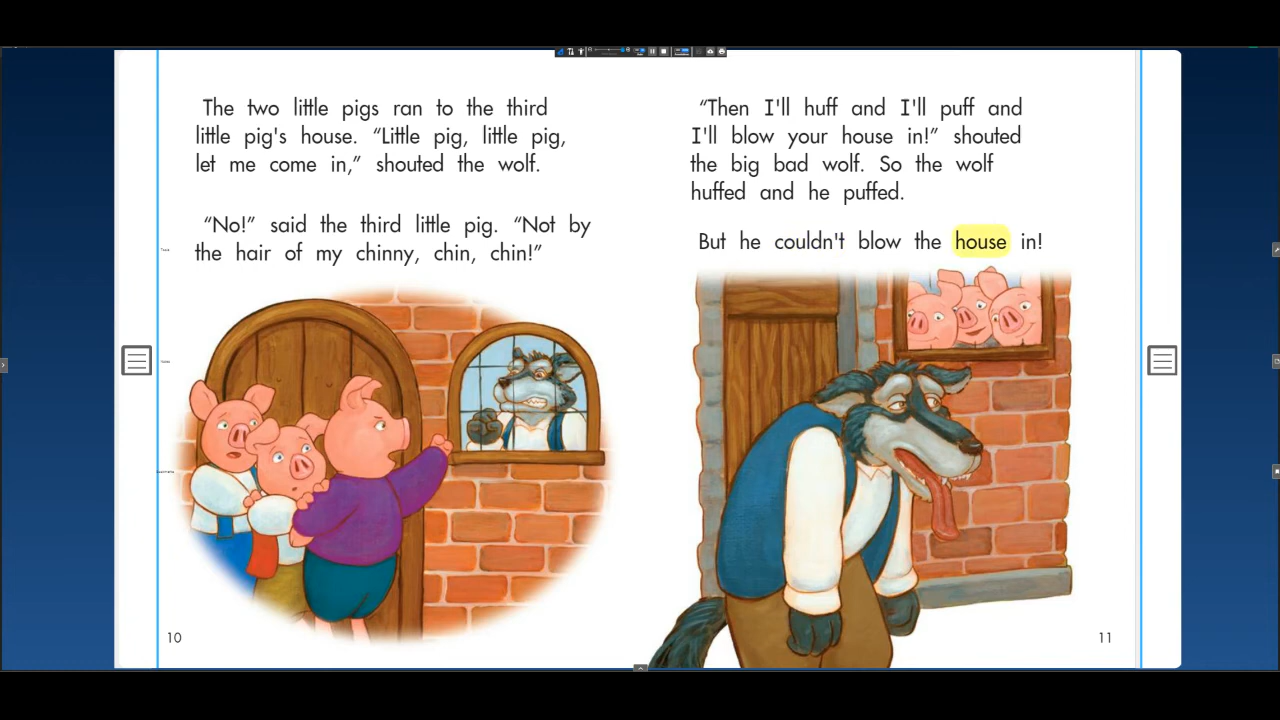 The two little pigs ran to the third
little pig's house. “Little pig, little pig,
let me come in,” shouted the wolf.
“No!” said the third little pig. “Not by
the hair of my chinny, chin, chin!”
10
“Then I'll huff and I'll puff and
I'll blow your house in!” shouted
the big bad wolf. So the wolf
huffed and he puffed.
But he couldn't blow the house in!
11